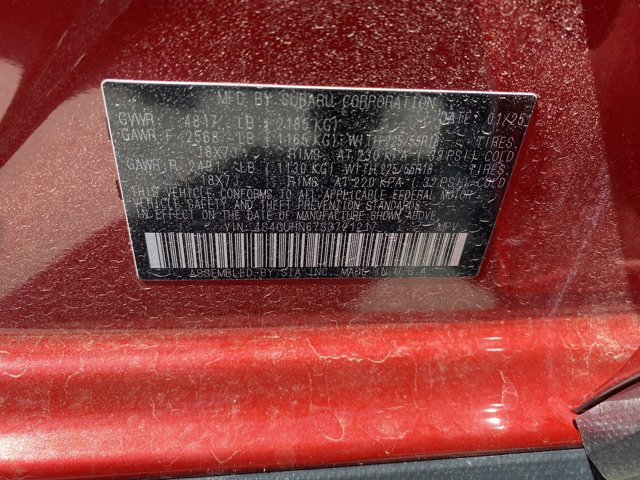 MFD BY SUBARU CORPORATION DATE 01/25
GVWR : 4817 LB ( 2185 KG)
GAWR F : 2568 LB ( 1165 KG) WITH 225/55R18 TIRES,
18X7 RIMS AT 230 KPA PSI COLD
GAWR R : LB ( 1130 KG) WITH 225/55R18 TIRES,
18X7 RIMS, AT 220 KPA ( 32 PSI) COLD
THIS VEHICLE CONFORMS TO ALL APPLICABLE FEDERAL MOTOR
VEHICLE SAFETY AND THEFT PREVENTION STANDARDS
IN EFFECT ON THE DATE OF MANUFACTURE SHOWN ABOVE.
VIN: MPV
ASSEMBLED BY SIA INC. MADE IN U.S.A